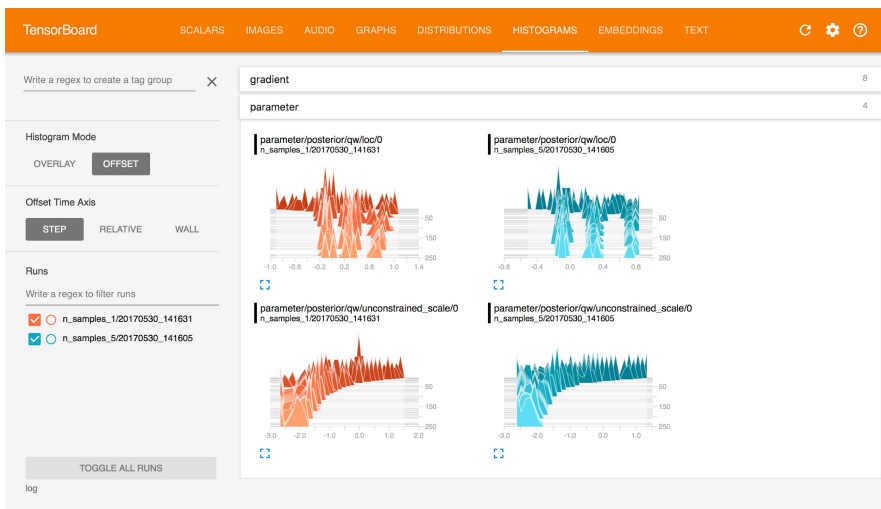 TensorBoard SCALARS IMAGES AUDIO GRAPHS DISTRIBUTIONS HISTOGRAMS EMBEDDINGS TEXT
Write a regex to create a tag group
gradient 8
parameter 4
Histogram Mode
OVERLAY OFFSET
Offset Time Axis
STEP RELATIVE WALL
Runs
Write a regex to filter runs
n_samples_1/20170530_141631
n_samples_5/20170530_141605
TOGGLE ALL RUNS
log
parameter/posterior/qw/loc/0
n_samples_1/20170530_141631
50
150
250
-1.0 -0.6 -0.2 0.2 0.6 1.0 1.4
parameter/posterior/qw/loc/0
n_samples_5/20170530_141605
50
150
250
-0.8 -0.4 0.0 0.4 0.8
parameter/posterior/qw/unconstrained_scale/0
n_samples_1/20170530_141631
50
150
250
-3.0 -2.0 -1.0 0.0 1.0 2.0
parameter/posterior/qw/unconstrained_scale/0
n_samples_5/20170530_141605
50
150
250
-3.0 -2.0 -1.0 0.0 1.0